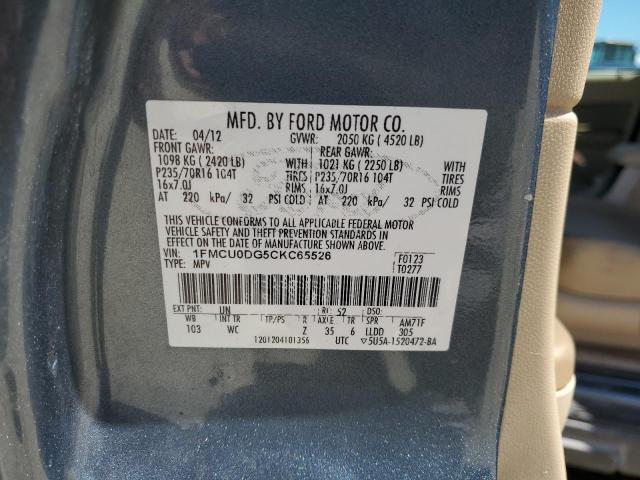 MFD. BY FORD MOTOR CO.
DATE: 04/12 GVWR: 2050 KG ( 4520 LB)
FRONT GAWR: REAR GAWR:
1098 KG ( 2420 LB) WITH 1021 KG ( 2250 LB) WITH
P235/70R16 104T TIRES P235/70R16 104T TIRES
16x7.0J RIMS 16x7.0J RIMS
AT 220 kPa/ 32 PSI COLD AT 220 kPa/ 32 PSI COLD
THIS VEHICLE CONFORMS TO ALL APPLICABLE FEDERAL MOTOR
VEHICLE SAFETY AND THEFT PREVENTION STANDARDS IN
EFFECT ON THE DATE OF MANUFACTURE SHOWN ABOVE.
VIN: 1FMCU0DG5CKC65526 F0123
TYPE: MPV T0277
EXT PNT: UN RC: 52 DSO:
WB INT TR TP/PS R AXLE TR SPR AM71F
103 WC Z 35 6 LLDD 305
1201204101356 UTC ▽5U5A-1520472-BA